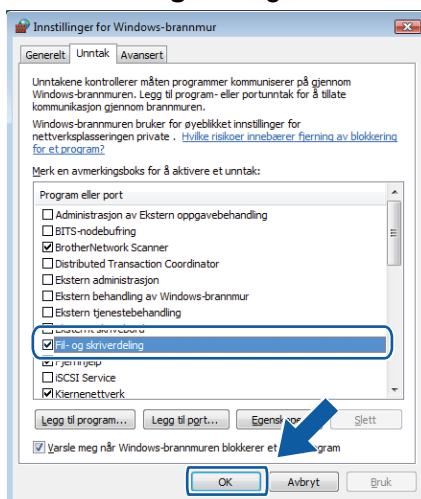 Innstillinger for Windows-brannmur
Generelt Unntak Avansert
Unntakene kontrollerer måten programmer kommuniserer på gjennom
Windows-brannmuren. Legg til program- eller portunntak for å tillate
kommunikasjon gjennom brannmuren.
Windows-brannmuren bruker for øyeblikket innstillinger for
nettverksplasseringen private . Hvilke risikoer innebærer fjerning av blokkering
for et program?
Merk en avmerkingsboks for å aktivere et unntak:
Program eller port
Administrasjon av Ekstern oppgavebehandling
BITS-nodebufring
BrotherNetwork Scanner
Distributed Transaction Coordinator
Ekstern administrasjon
Ekstern behandling av Windows-brannmur
Ekstern tjenestebehandling
Eksternt skrivebord
Fil- og skriverdeling
Fjernhjelp
iSCSI Service
Kjernenettverk
Legg til program... Legg til port... Slett
Varsle meg når Windows-brannmuren blokkerer et
OK Avbryt Bruk